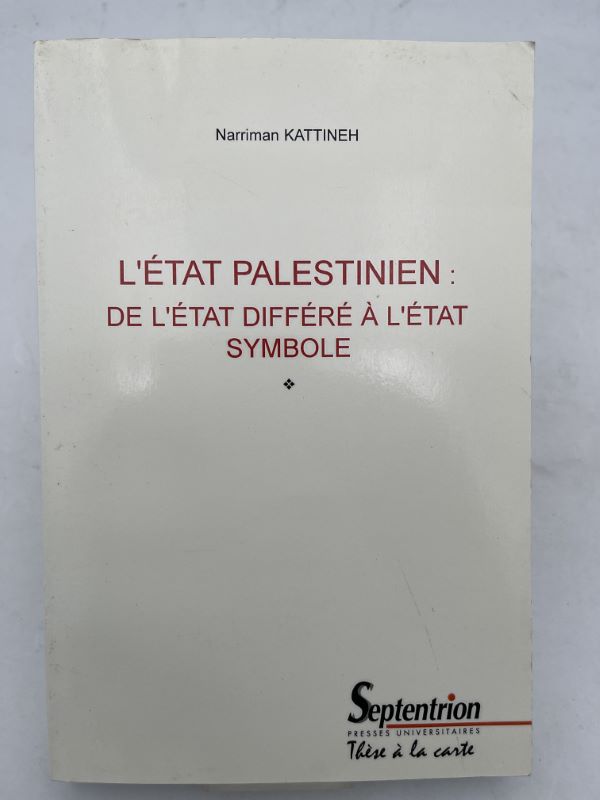 Narriman KATTINEH
L'ÉTAT PALESTINIEN :
DE L'ÉTAT DIFFÉRÉ À L'ÉTAT
SYMBOLE
Septentrion
PRESSES UNIVERSITAIRES
Thèse à la carte